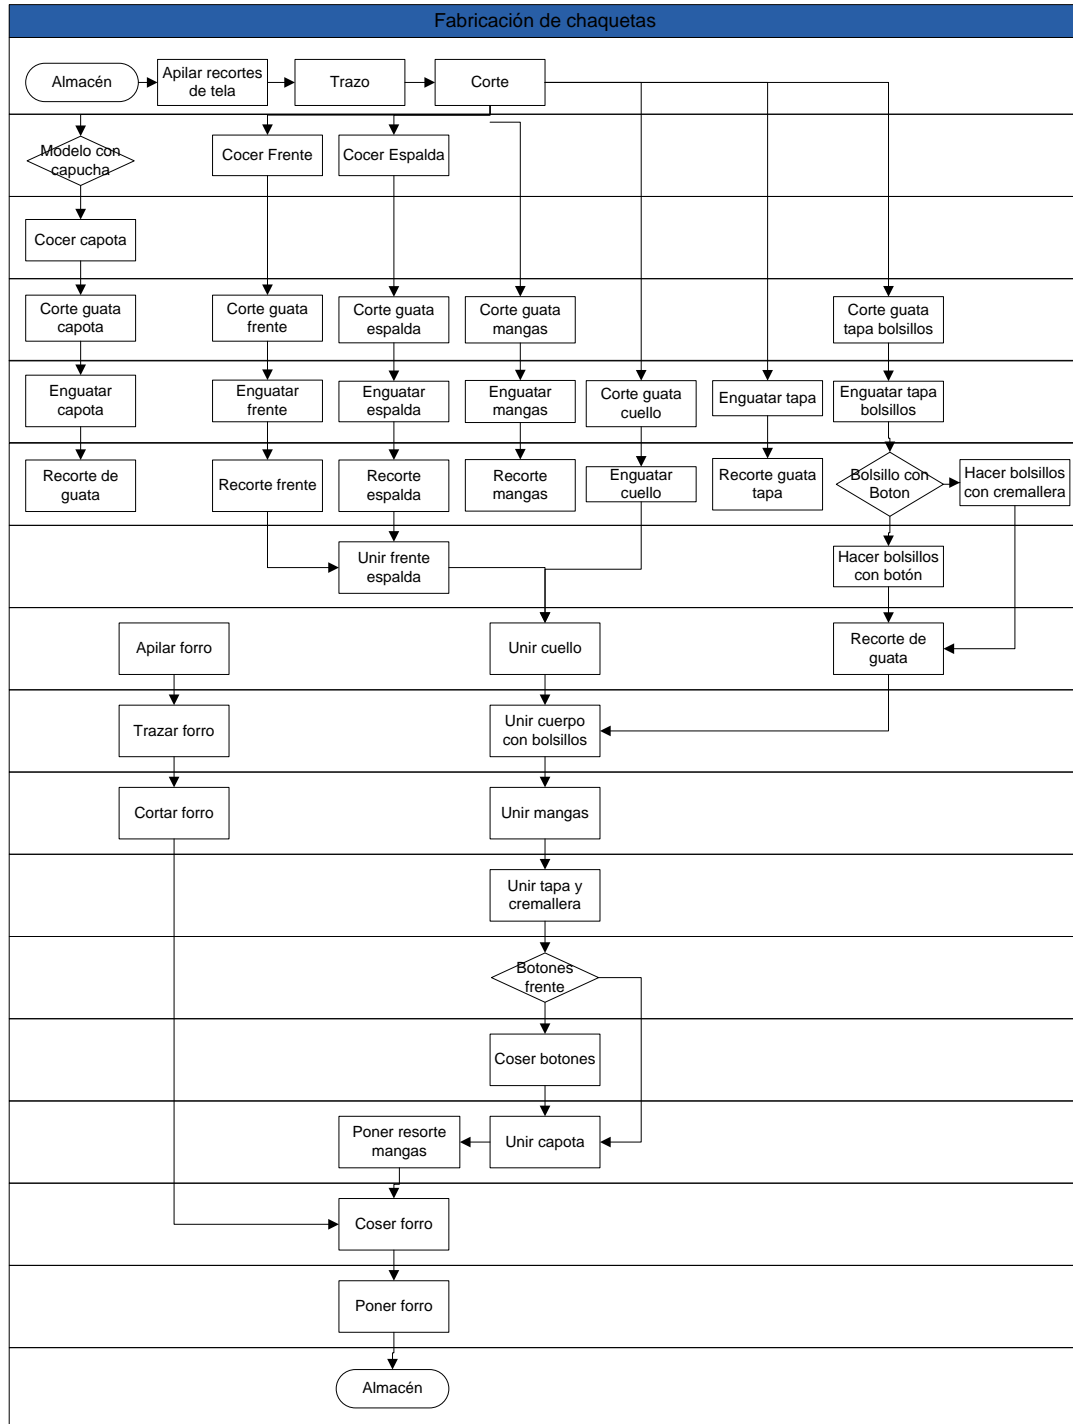 Fabricación de chaquetas
Almacén
Apilar recortes
de tela
Trazo
Corte
Modelo con
capucha
Cocer Frente
Cocer Espalda
Cocer capota
Corte guata
capota
Corte guata
frente
Corte guata
espalda
Corte guata
mangas
Corte guata
tapa bolsillos
Enguatar
capota
Enguatar
frente
Enguatar
espalda
Enguatar
mangas
Corte guata
cuello
Enguatar tapa
Enguatar tapa
bolsillos
Recorte de
guata
Recorte frente
Recorte
espalda
Recorte
mangas
Enguatar
cuello
Recorte guata
tapa
Bolsillo con
Boton
Hacer bolsillos
con cremallera
Unir frente
espalda
Hacer bolsillos
con botón
Apilar forro
Unir cuello
Recorte de
guata
Trazar forro
Unir cuerpo
con bolsillos
Cortar forro
Unir mangas
Unir tapa y
cremallera
Botones
frente
Coser botones
Poner resorte
mangas
Unir capota
Coser forro
Poner forro
Almacén